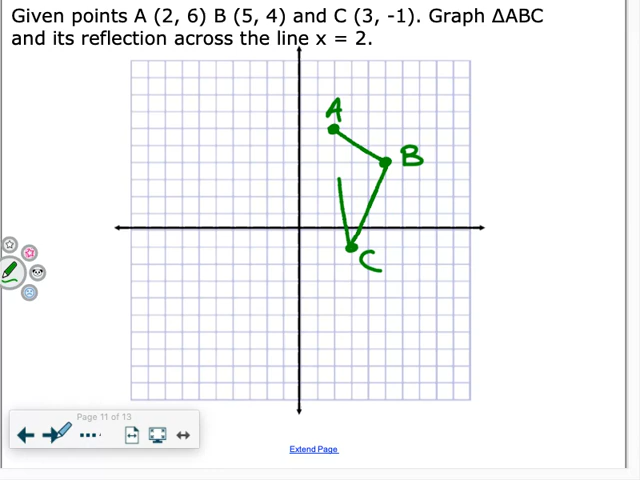 Given points A (2, 6) B (5, 4) and C (3, -1). Graph ΔABC
and its reflection across the line x = 2.
A
B
C
Page 11 of 13
Extend Page